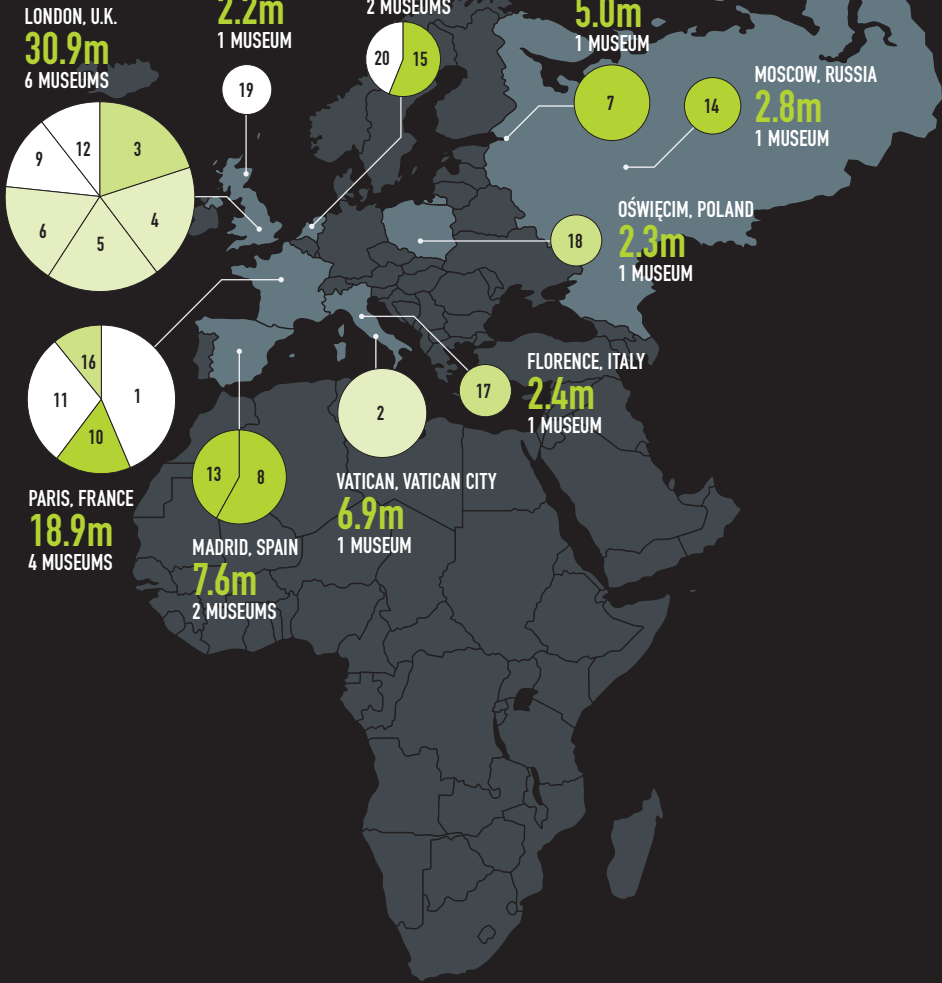 LONDON, U.K.
30.9m
6 MUSEUMS
2.2m
1 MUSEUM
2 MUSEUMS
5.0m
1 MUSEUM
MOSCOW, RUSSIA
2.8m
1 MUSEUM
19
20
15
7
14
9
12
3
6
5
4
OŚWIĘCIM, POLAND
2.3m
1 MUSEUM
18
16
11
1
10
PARIS, FRANCE
18.9m
4 MUSEUMS
13
8
MADRID, SPAIN
7.6m
2 MUSEUMS
2
VATICAN, VATICAN CITY
6.9m
1 MUSEUM
17
FLORENCE, ITALY
2.4m
1 MUSEUM